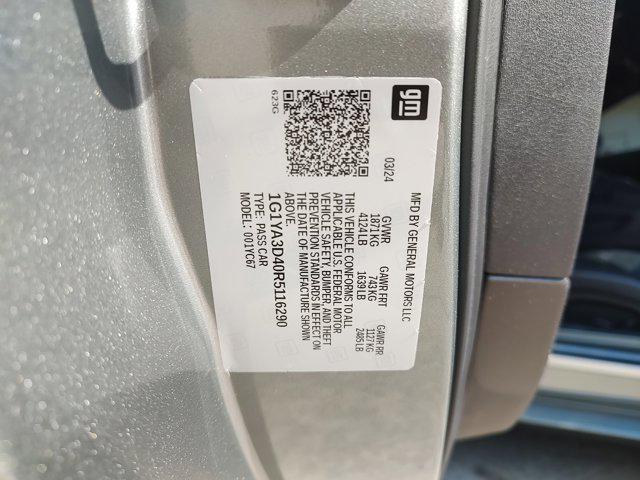 gm
623G
MFD BY GENERAL MOTORS LLC
03/24
GVWR
1871KG
4124LB
GAWR FRT
743KG
1639LB
GAWR RR
1127KG
2485LB
THIS VEHICLE CONFORMS TO ALL
APPLICABLE U.S. FEDERAL MOTOR
VEHICLE SAFETY, BUMPER, AND THEFT
PREVENTION STANDARDS IN EFFECT ON
THE DATE OF MANUFACTURE SHOWN
ABOVE.
1G1YA3D40R5116290
TYPE: PASS CAR
MODEL: 001YC67